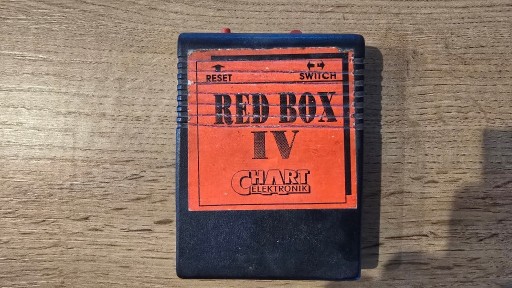 RESET SWITCH
RED BOX
IV
CHART
ELEKTRONIK